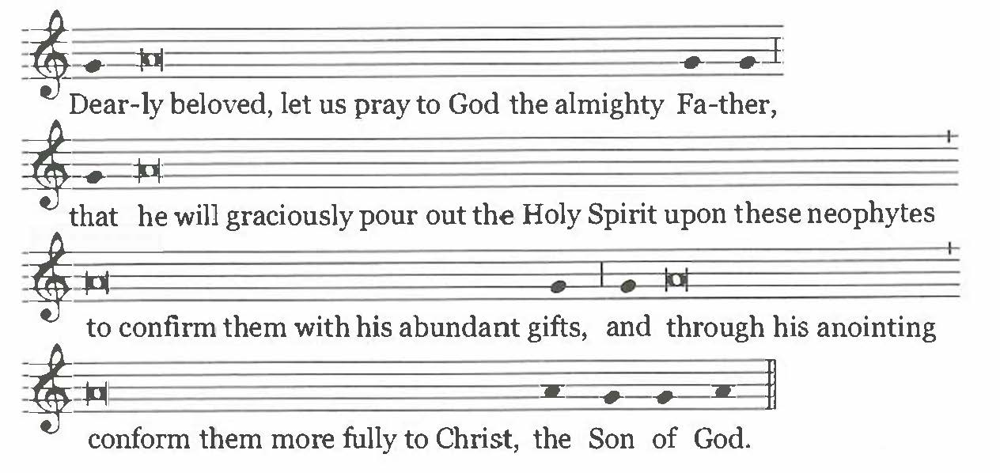 Dear-ly beloved, let us pray to God the almighty Fa-ther,
that he will graciously pour out the Holy Spirit upon these neophytes
to confirm them with his abundant gifts, and through his anointing
conform them more fully to Christ, the Son of God.